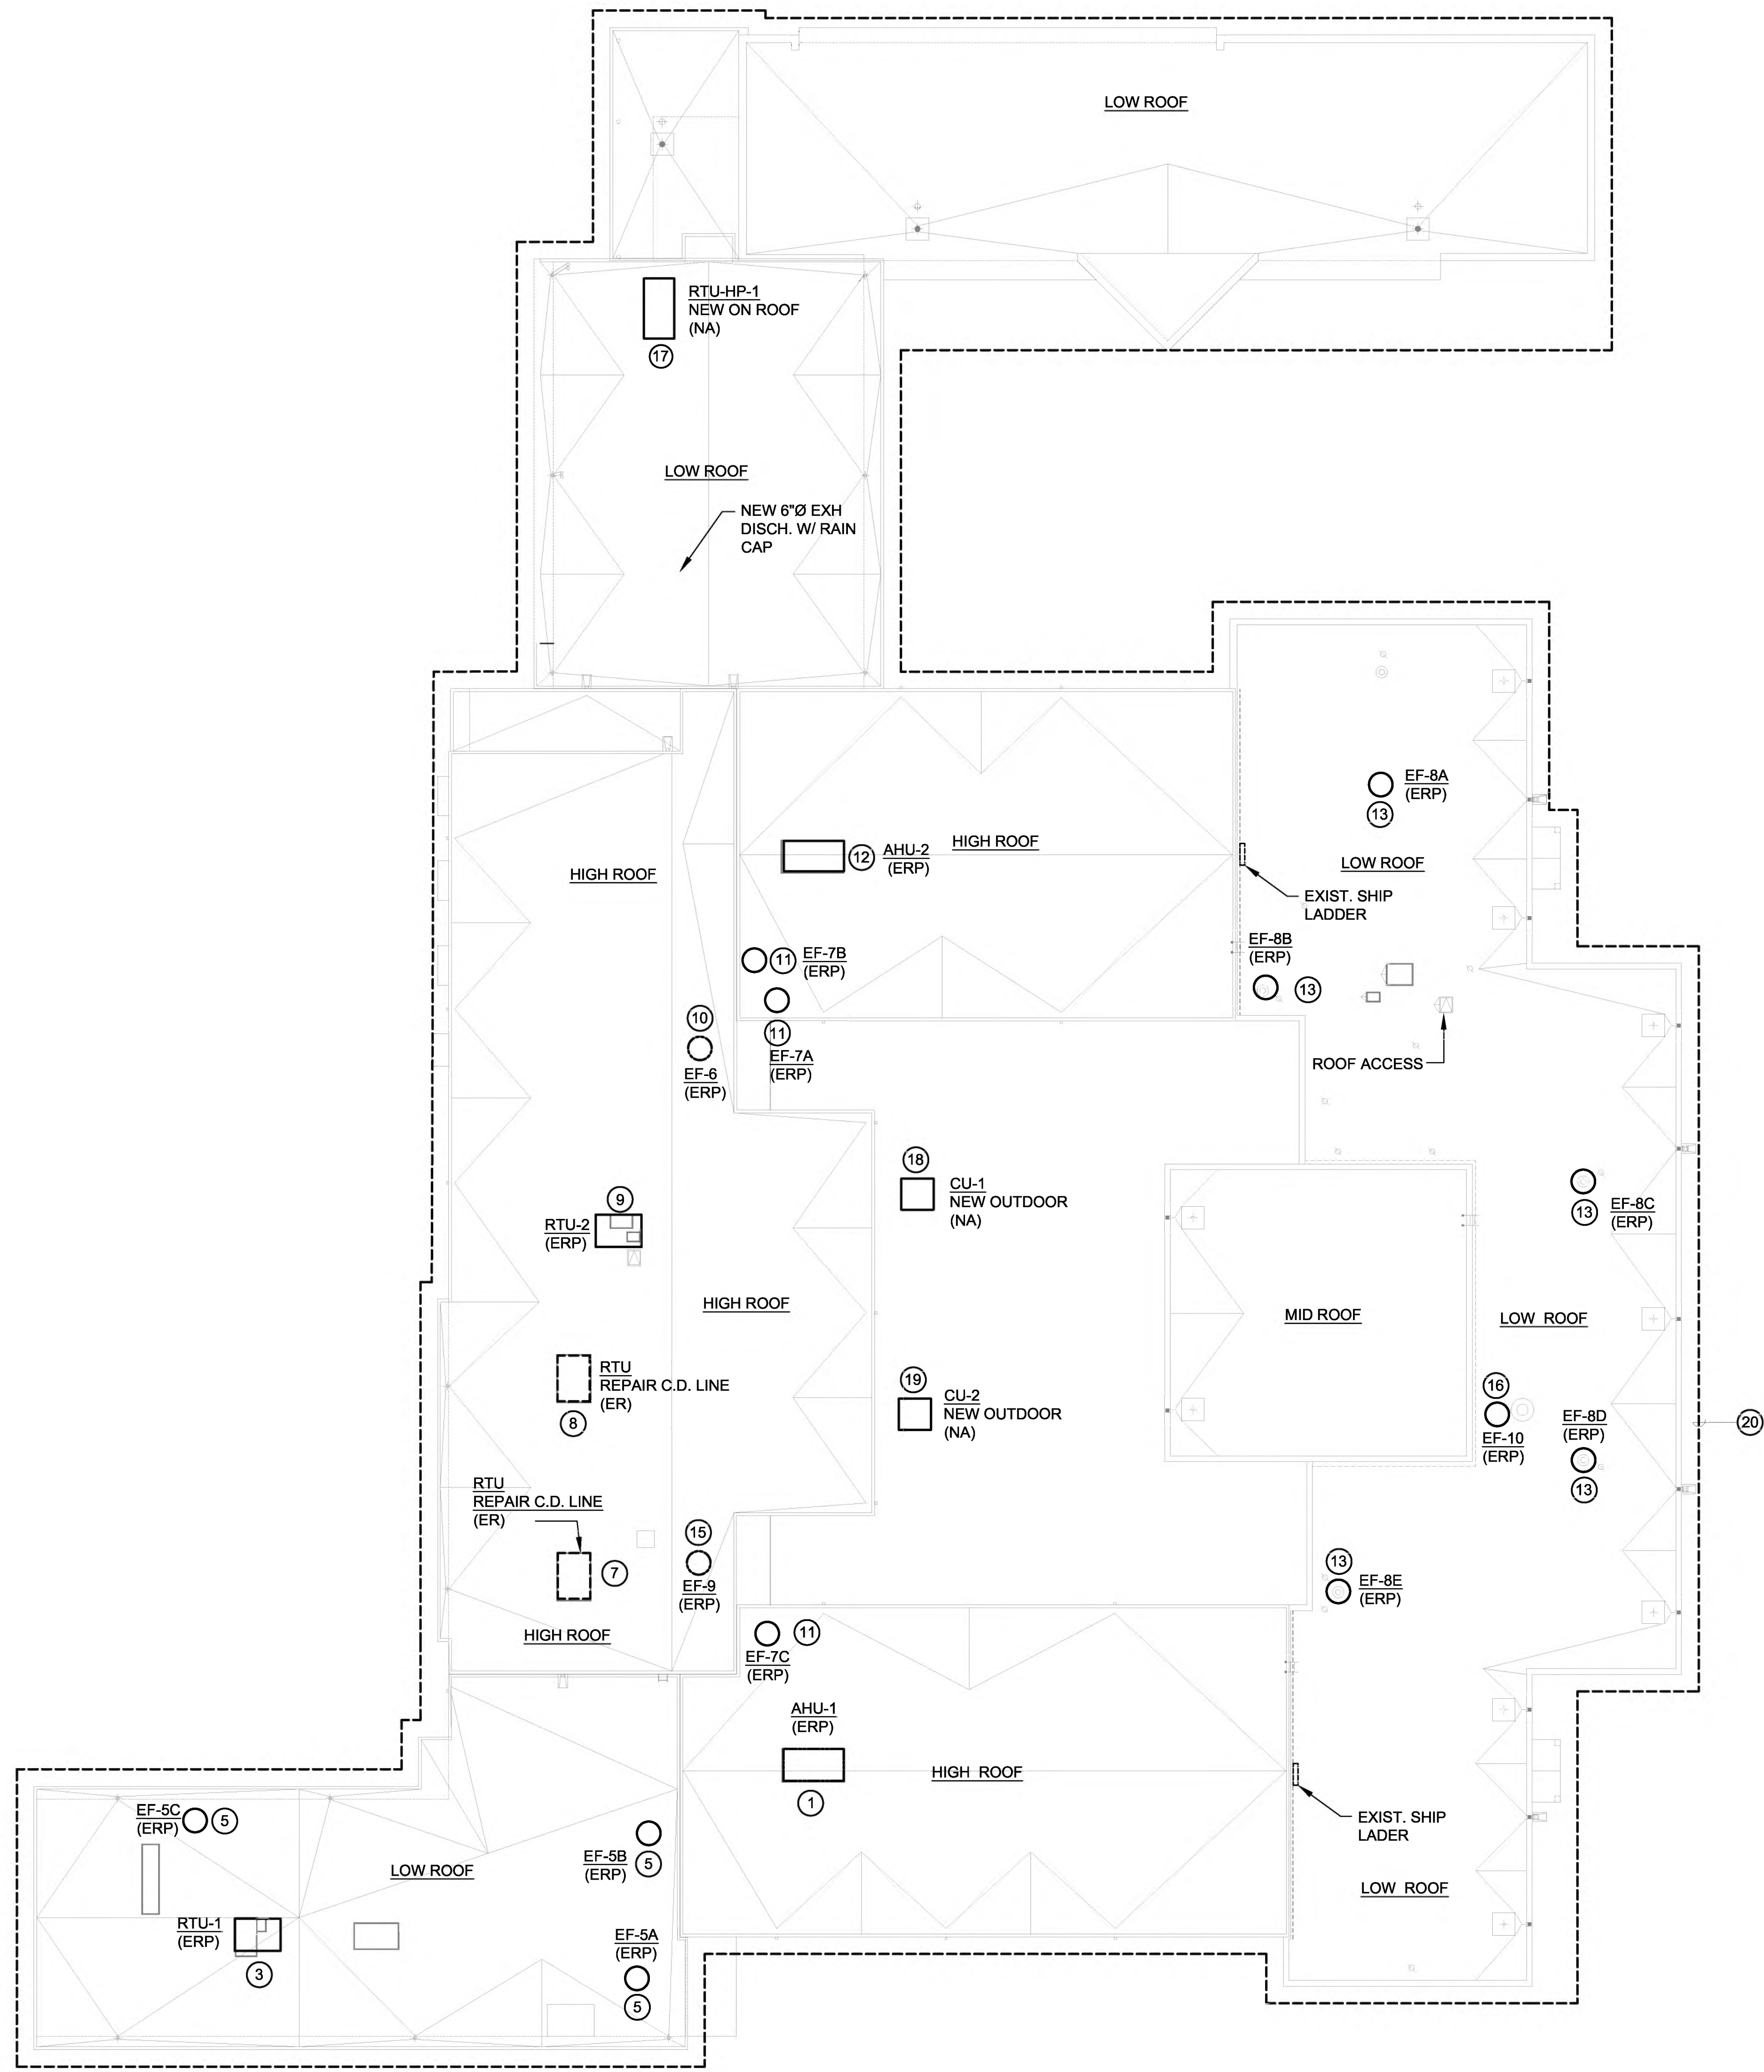 LOW ROOF
RTU-HP-1
NEW ON ROOF
(NA)
17
LOW ROOF
NEW 6"Ø EXH
DISCH. W/ RAIN
CAP
EF-8A
(ERP)
13
HIGH ROOF
12
AHU-2
(ERP)
HIGH ROOF
LOW ROOF
EXIST. SHIP
LADDER
EF-8B
(ERP)
13
11
EF-7B
(ERP)
11
EF-7A
(ERP)
10
EF-6
(ERP)
ROOF ACCESS
18
CU-1
NEW OUTDOOR
(NA)
13
EF-8C
(ERP)
9
RTU-2
(ERP)
HIGH ROOF
MID ROOF
LOW ROOF
RTU
REPAIR C.D. LINE
(ER)
8
19
CU-2
NEW OUTDOOR
(NA)
16
EF-10
(ERP)
EF-8D
(ERP)
13
20
RTU
REPAIR C.D. LINE
(ER)
7
15
EF-9
(ERP)
13
EF-8E
(ERP)
HIGH ROOF
11
EF-7C
(ERP)
AHU-1
(ERP)
1
HIGH ROOF
EXIST. SHIP
LADER
LOW ROOF
EF-5C
(ERP)
5
EF-5B
(ERP)
5
LOW ROOF
RTU-1
(ERP)
3
EF-5A
(ERP)
5